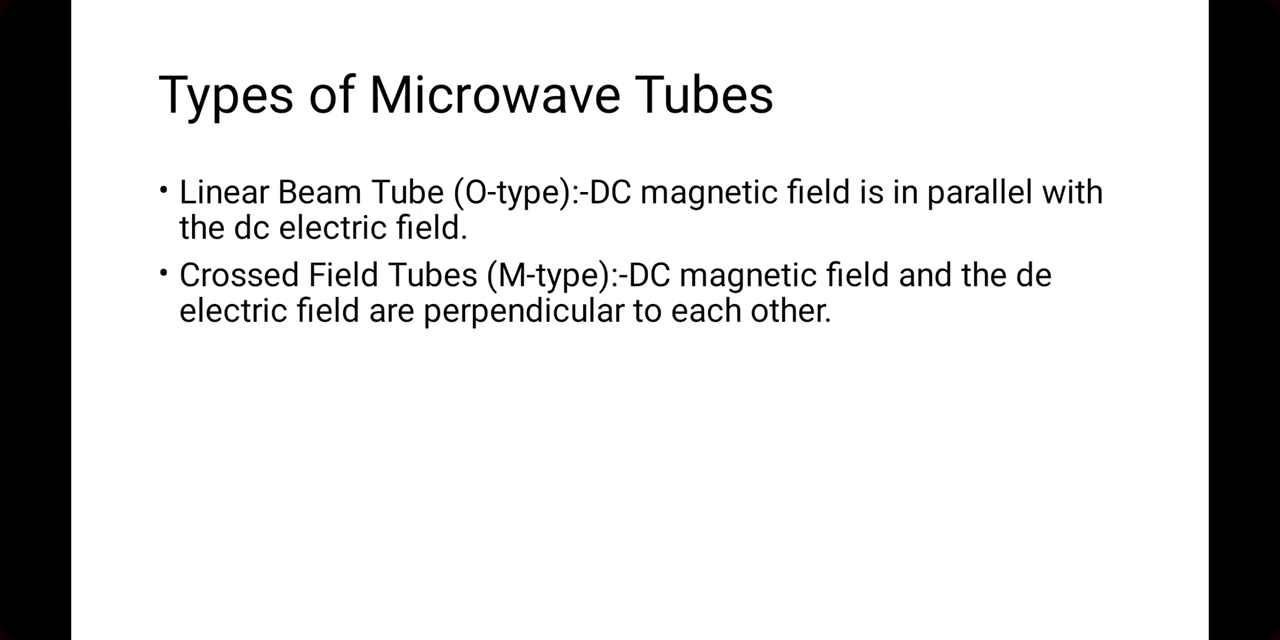 Types of Microwave Tubes
• Linear Beam Tube (O-type):-DC magnetic field is in parallel with
the dc electric field.
• Crossed Field Tubes (M-type):-DC magnetic field and the de
electric field are perpendicular to each other.